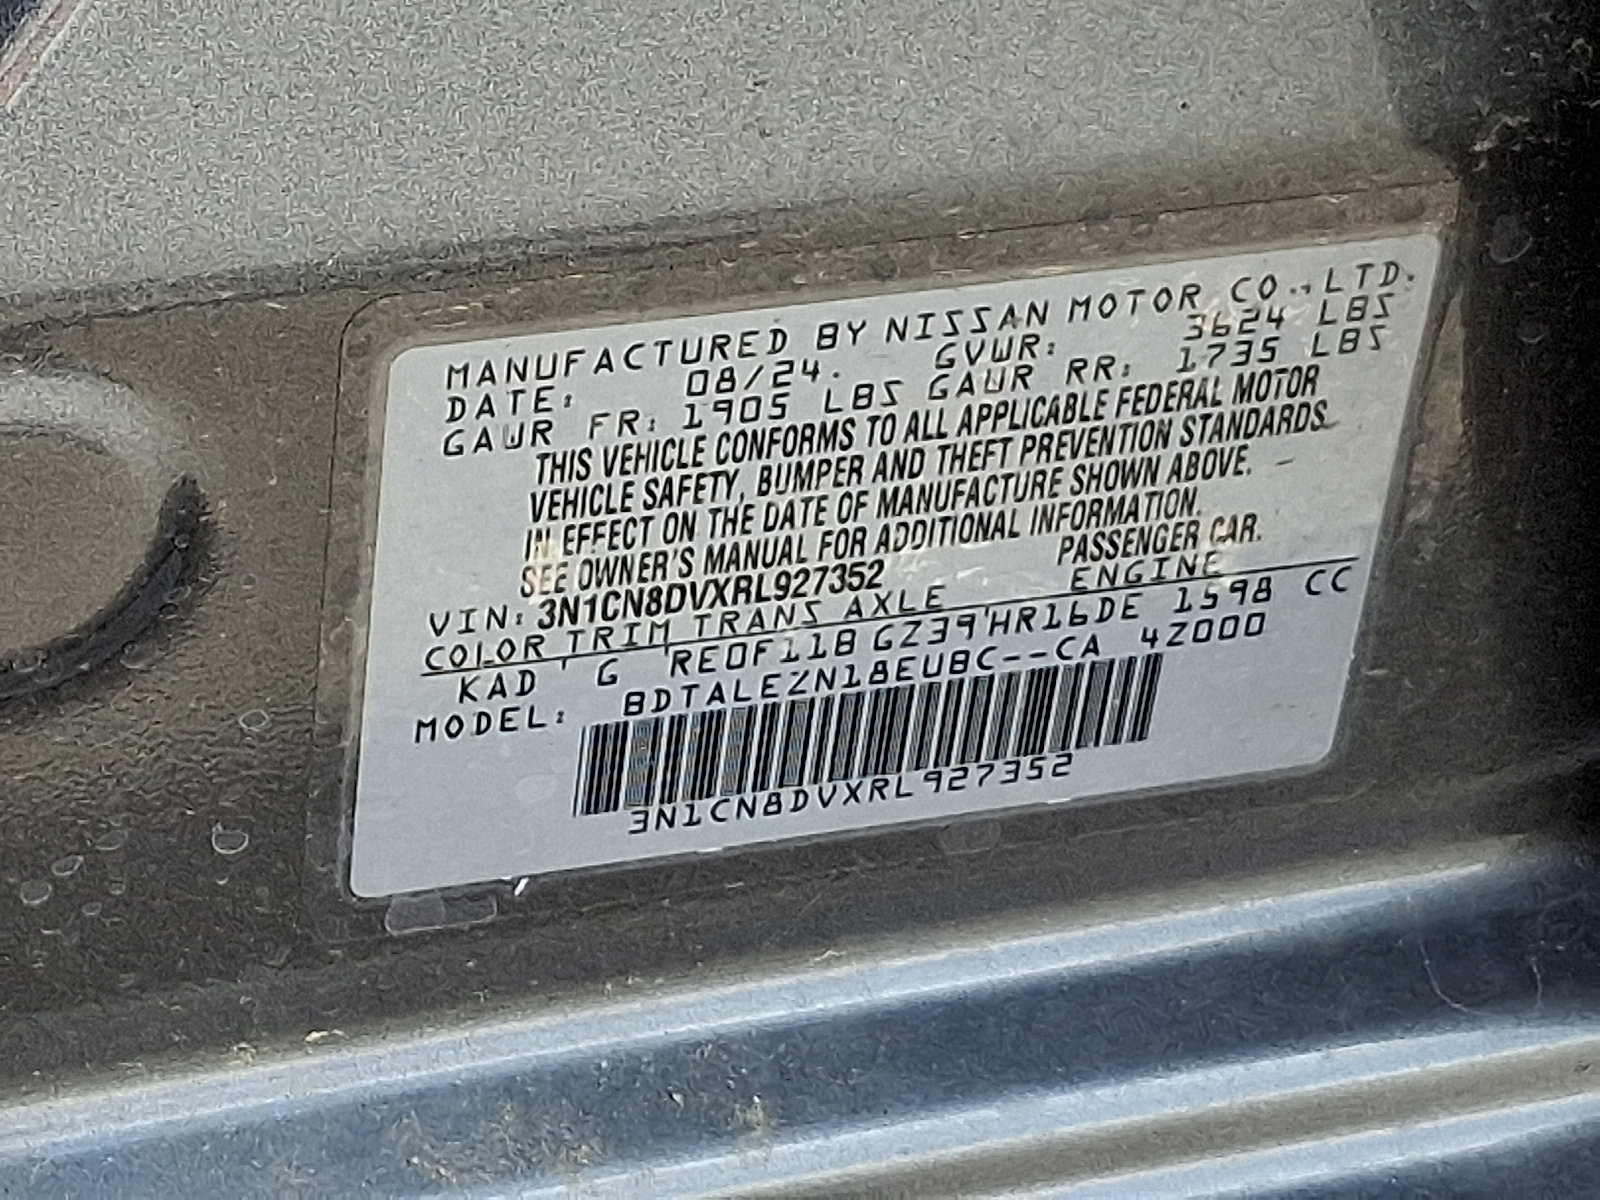 MANUFACTURED BY NISSAN MOTOR CO.,LTD.
DATE: 08/24. GVWR: 3624 LBS
GAWR FR: 1905 LBS GAWR RR: 1735 LBS
THIS VEHICLE CONFORMS TO ALL APPLICABLE FEDERAL MOTOR
VEHICLE SAFETY, BUMPER AND THEFT PREVENTION STANDARDS
IN EFFECT ON THE DATE OF MANUFACTURE SHOWN ABOVE.
SEE OWNER'S MANUAL FOR ADDITIONAL INFORMATION.
VIN: 3N1CN8DVXRL927352 PASSENGER CAR.
COLOR TRIM TRANS AXLE ENGINE
KAD G RE0F11B GZ39 HR16DE 1598 CC
MODEL: BDTALEZN18EUBC--CA 4Z000
3N1CN8DVXRL927352